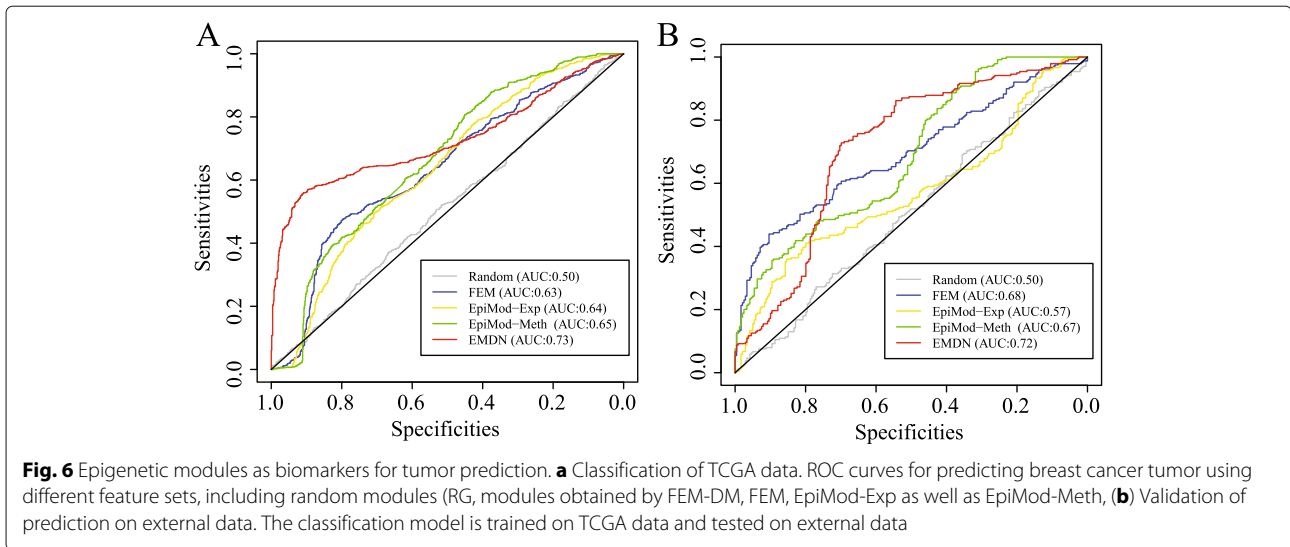 A
1.0
0.8
0.6
0.4
0.2
0.0
Sensitivities
Random (AUC:0.50)
FEM (AUC:0.63)
EpiMod−Exp (AUC:0.64)
EpiMod−Meth (AUC:0.65)
EMDN (AUC:0.73)
1.0 0.8 0.6 0.4 0.2 0.0
Specificities
B
1.0
0.8
0.6
0.4
0.2
0.0
Sensitivities
Random (AUC:0.50)
FEM (AUC:0.68)
EpiMod−Exp (AUC:0.57)
EpiMod−Meth (AUC:0.67)
EMDN (AUC:0.72)
1.0 0.8 0.6 0.4 0.2 0.0
Specificities
Fig. 6 Epigenetic modules as biomarkers for tumor prediction. a Classification of TCGA data. ROC curves for predicting breast cancer tumor using
different feature sets, including random modules (RG, modules obtained by FEM-DM, FEM, EpiMod-Exp as well as EpiMod-Meth, (b) Validation of
prediction on external data. The classification model is trained on TCGA data and tested on external data